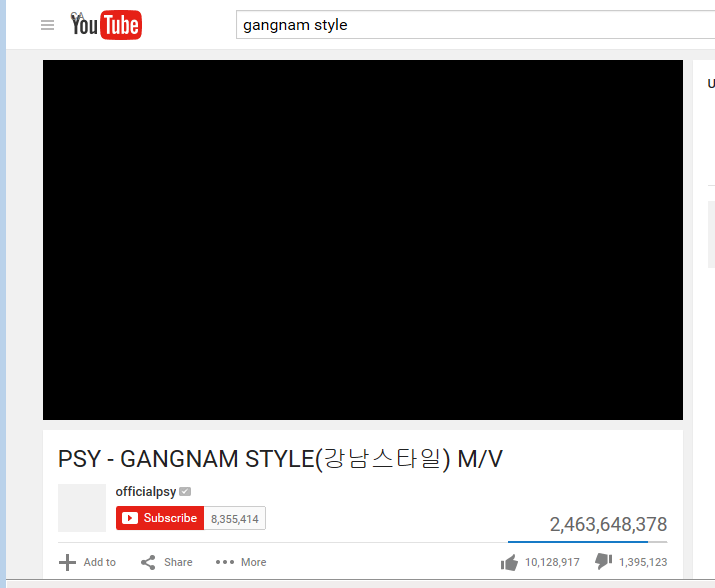 YouTube CA
gangnam style
U
PSY - GANGNAM STYLE(강남스타일) M/V
officialpsy
Subscribe 8,355,414
2,463,648,378
Add to Share More 10,128,917 1,395,123